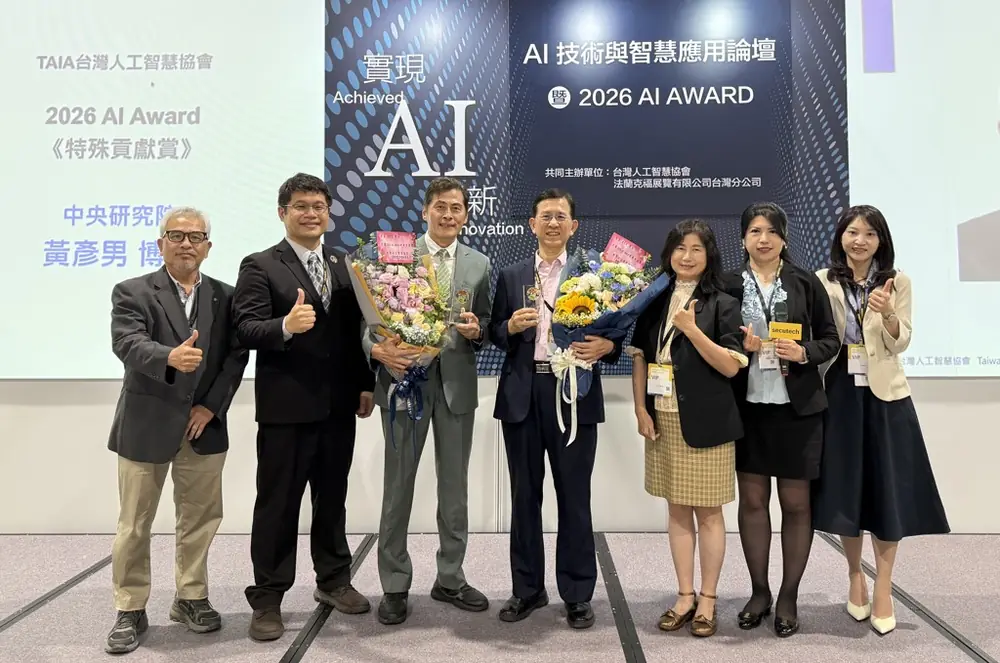 TAIA台灣人工智慧協會
2026 AI Award
《特殊貢獻賞》
中央研究院
黃彥男 博
實現
Achieved
AI
新
novation
AI 技術與智慧應用論壇
暨 2026 AI AWARD
共同主辦單位：台灣人工智慧協會
法蘭克福展覽有限公司台灣分公司
VIP
secutech
台灣人工智慧協會 Taiwa